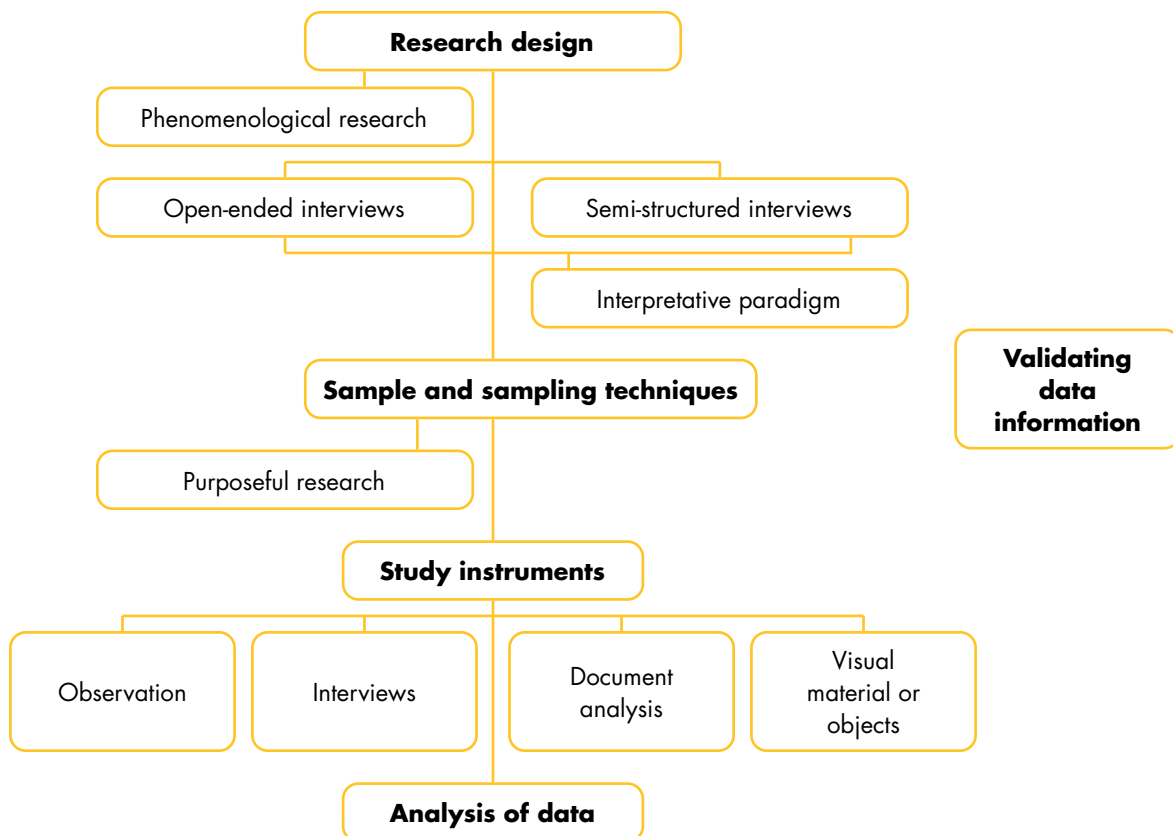 Research design
Phenomenological research
Open-ended interviews
Semi-structured interviews
Interpretative paradigm
Validating
data
information
Sample and sampling techniques
Purposeful research
Study instruments
Observation
Interviews
Document
analysis
Visual
material or
objects
Analysis of data